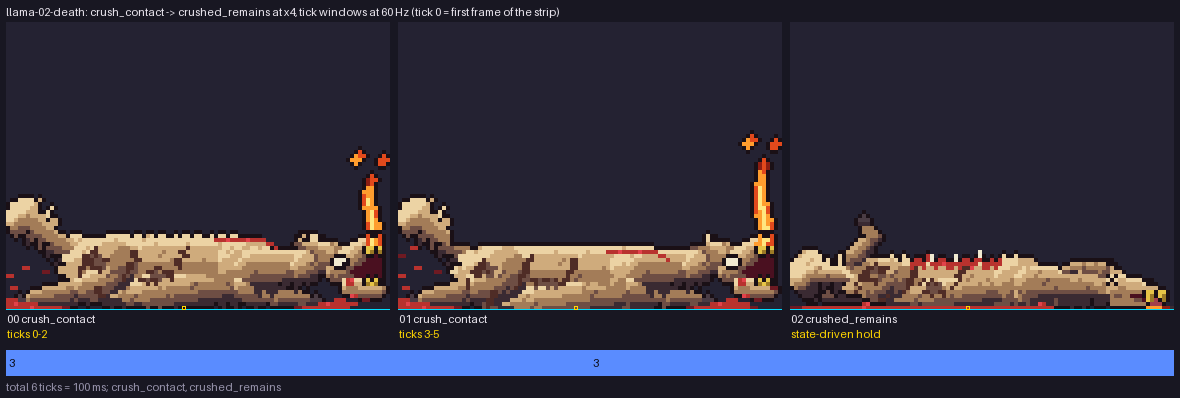 llama-02-death: crush_contact -> crushed_remains at x4, tick windows at 60 Hz (tick 0 = first frame of the strip)
00 crush_contact
ticks 0-2
01 crush_contact
ticks 3-5
02 crushed_remains
state-driven hold
3
3
total 6 ticks = 100 ms; crush_contact, crushed_remains